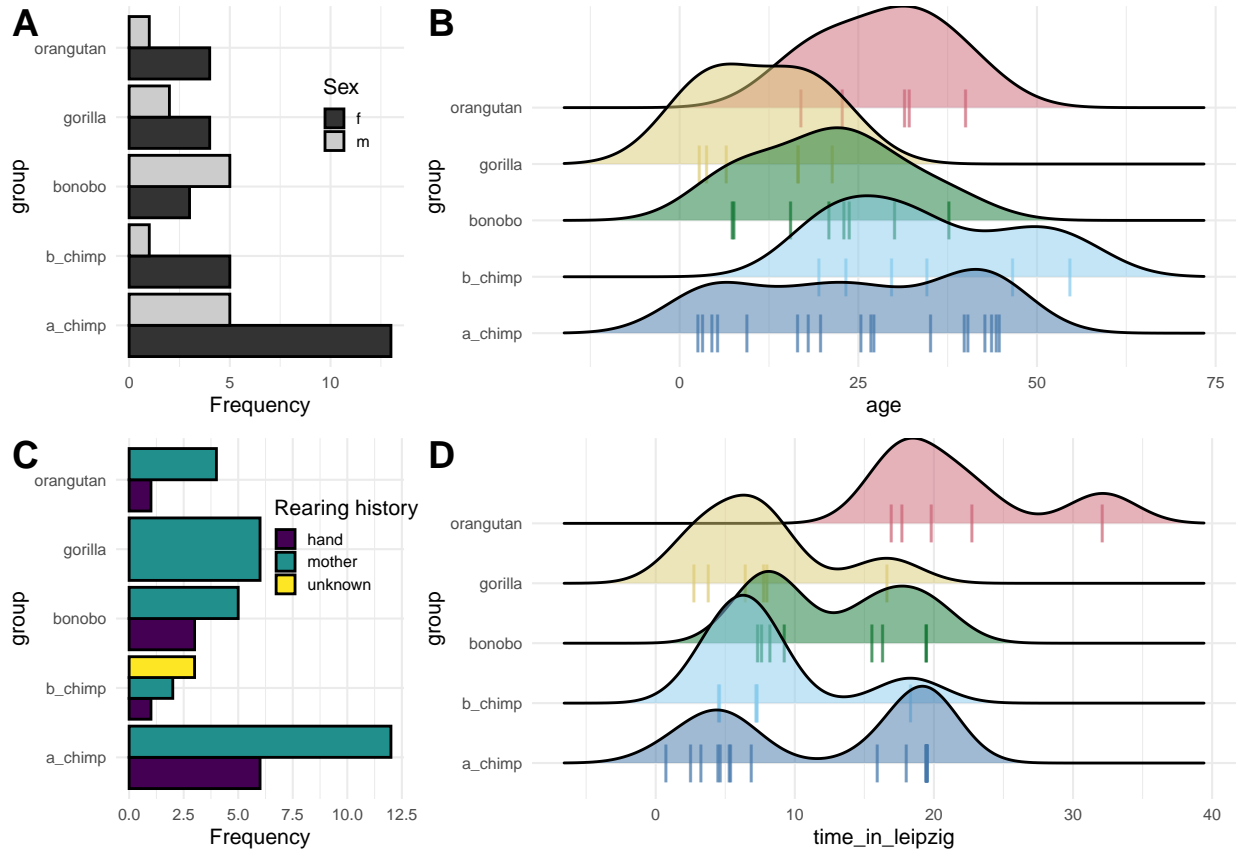 A
orangutan
gorilla
bonobo
b_chimp
a_chimp
group
0
5
10
Frequency
Sex
f
m
B
orangutan
gorilla
bonobo
b_chimp
a_chimp
group
0
25
50
75
age
C
orangutan
gorilla
bonobo
b_chimp
a_chimp
group
0.0
2.5
5.0
7.5
10.0
12.5
Frequency
Rearing history
hand
mother
unknown
D
orangutan
gorilla
bonobo
b_chimp
a_chimp
group
0
10
20
30
40
time_in_leipzig